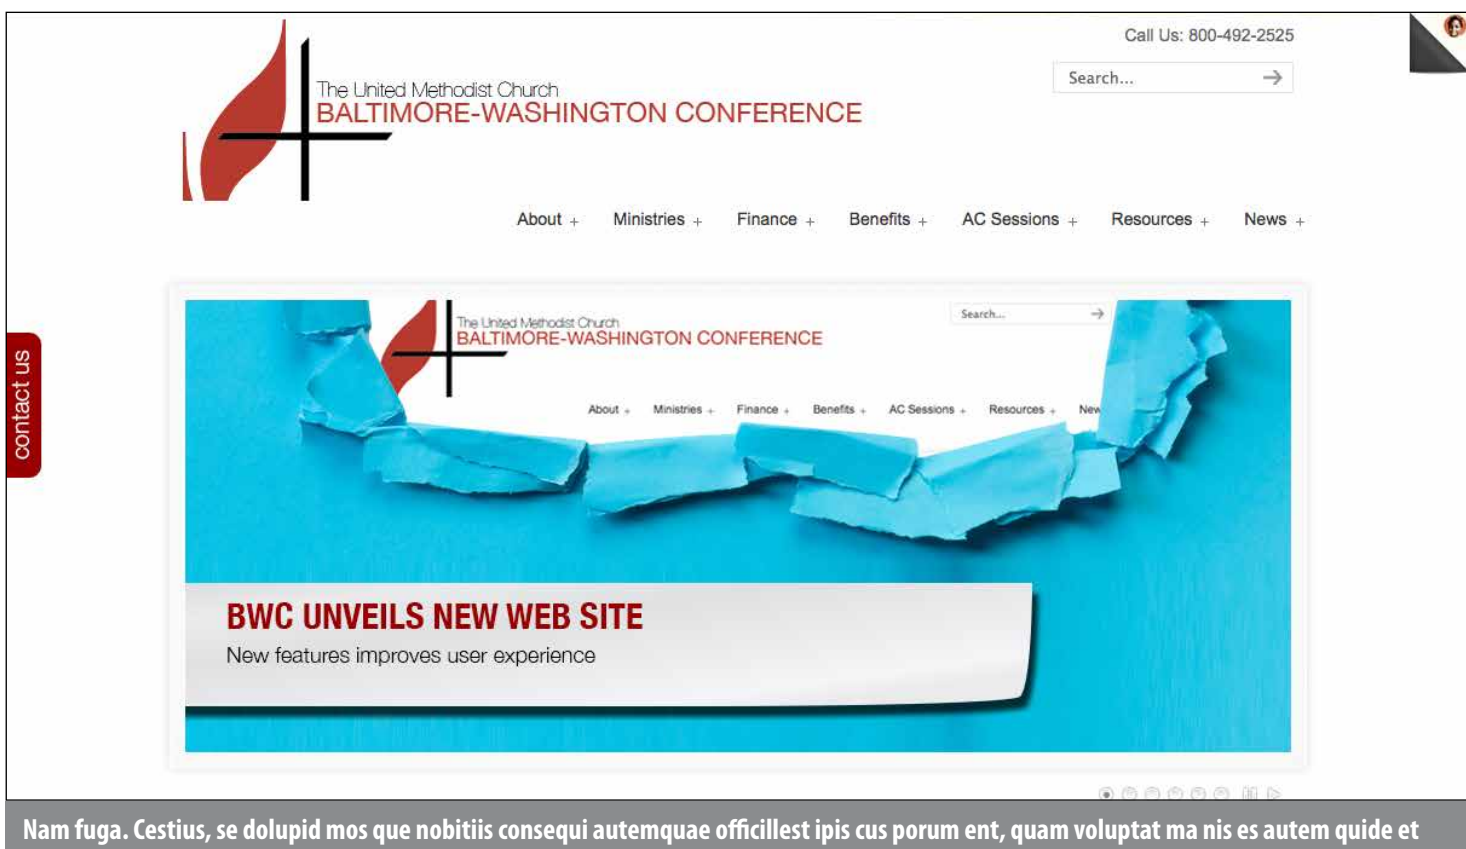 Call Us: 800-492-2525
Search...
The United Methodist Church
BALTIMORE-WASHINGTON CONFERENCE
About + Ministries + Finance + Benefits + AC Sessions + Resources + News +
contact us
Search...
The United Methodist Church
BALTIMORE-WASHINGTON CONFERENCE
About + Ministries + Finance + Benefits + AC Sessions + Resources + New
BWC UNVEILS NEW WEB SITE
New features improves user experience
Nam fuga. Cestius, se dolupid mos que nobitiis consequi autemquae officillest ipis cus porum ent, quam voluptat ma nis es autem quide et